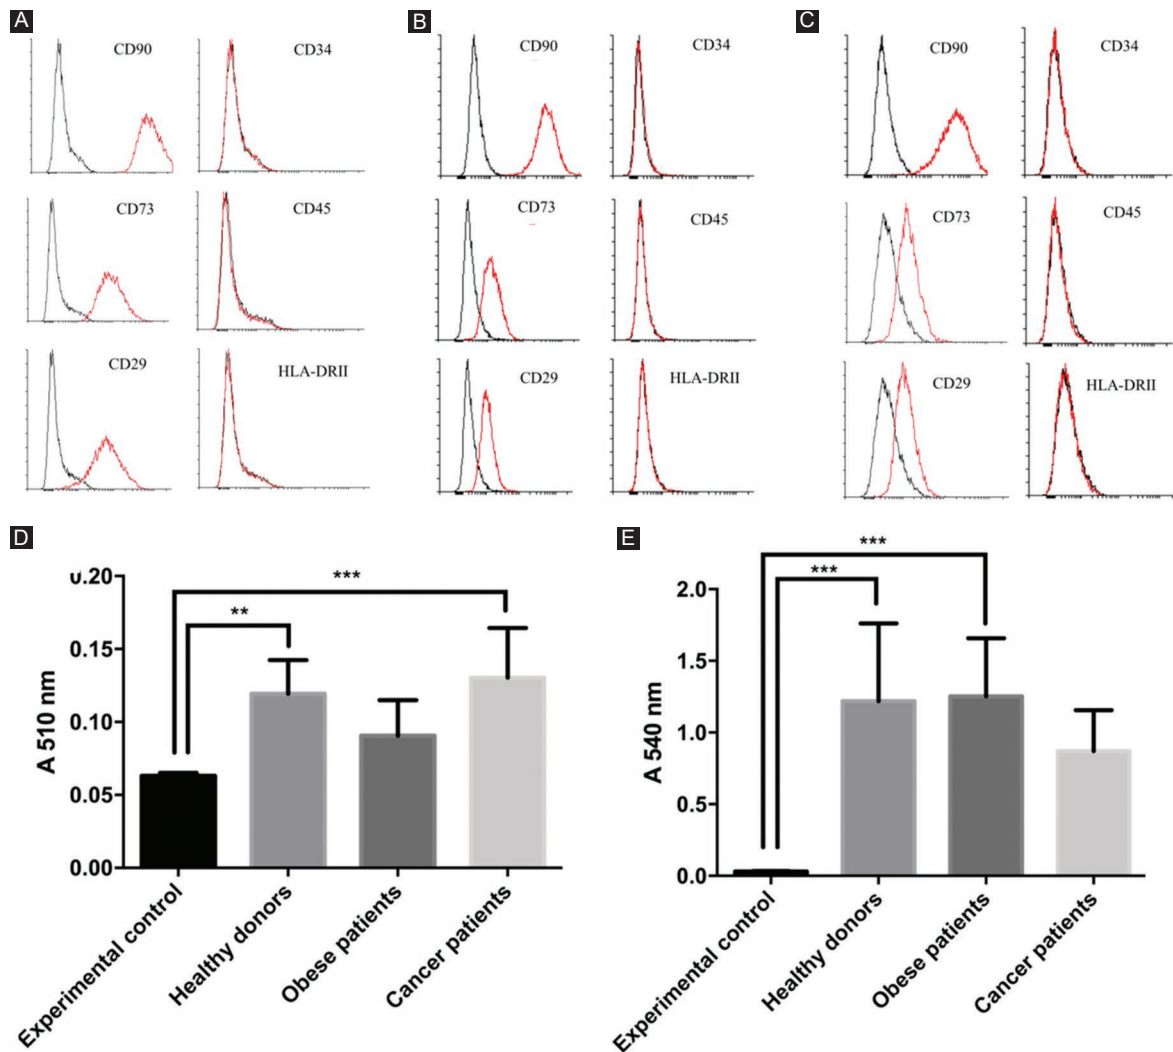 A
CD90
CD34
CD73
CD45
CD29
HLA-DRII
B
CD90
CD34
CD73
CD45
CD29
HLA-DRII
C
CD90
CD34
CD73
CD45
CD29
HLA-DRII
D
***
**
0.20
0.15
0.10
0.05
0.00
A 510 nm
Experimental control
Healthy donors
Obese patients
Cancer patients
E
***
***
2.0
1.5
1.0
0.5
0.0
A 540 nm
Experimental control
Healthy donors
Obese patients
Cancer patients